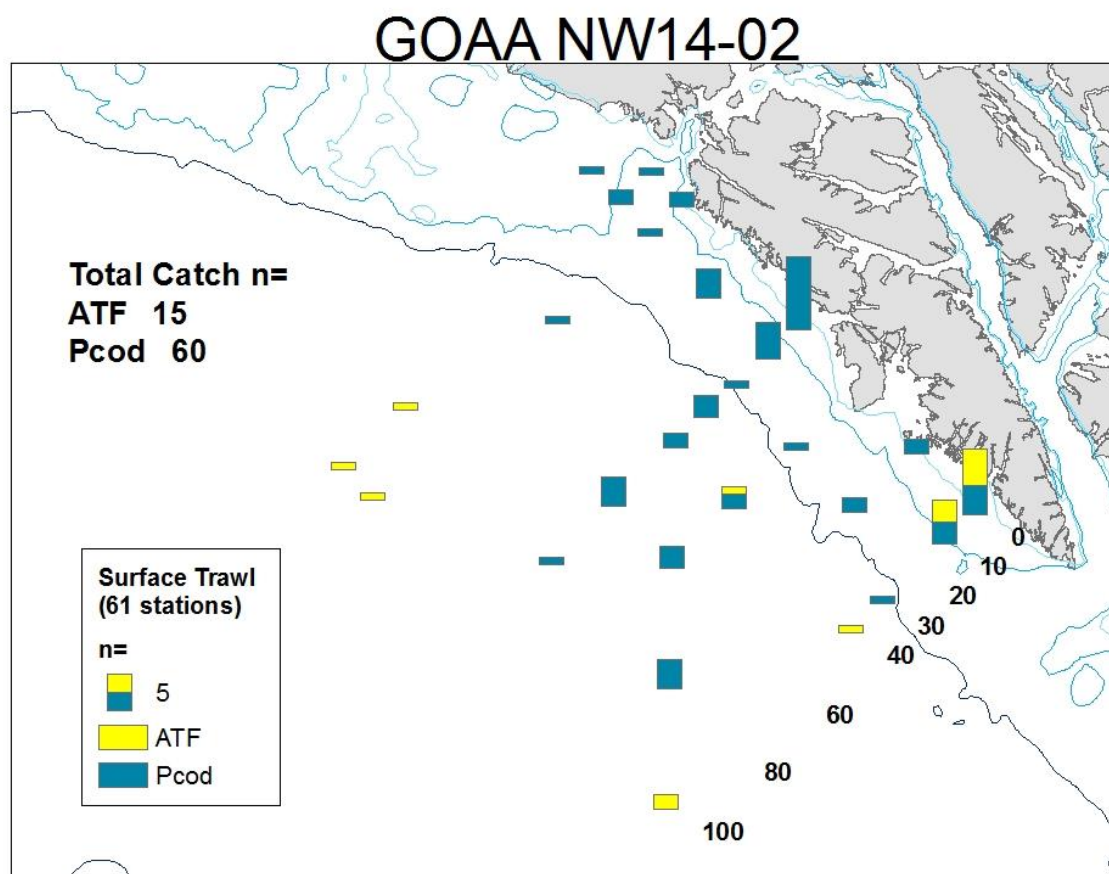 GOAA NW14-02
Total Catch n=
ATF 15
Pcod 60
0
10
20
30
40
60
80
100
Surface Trawl
(61 stations)
n=
5
ATF
Pcod